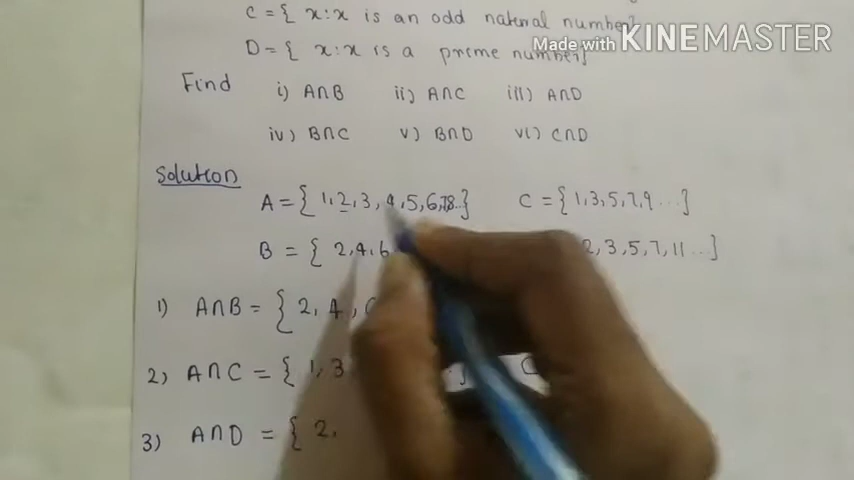 C = { x : x is an odd natural number}
D = { x : x is a prime number}
Made with KINEMASTER
Find i) A∩B ii) A∩C iii) A∩D
iv) B∩C v) B∩D vi) C∩D
Solution
A = { 1, 2, 3, 4, 5, 6, 7, 8...} C = { 1, 3, 5, 7, 9 ...}
B = { 2, 4, 6 2, 3, 5, 7, 11 ...}
1) A∩B = { 2, 4,
2) A∩C = { 1, 3 }
3) A∩D = { 2,